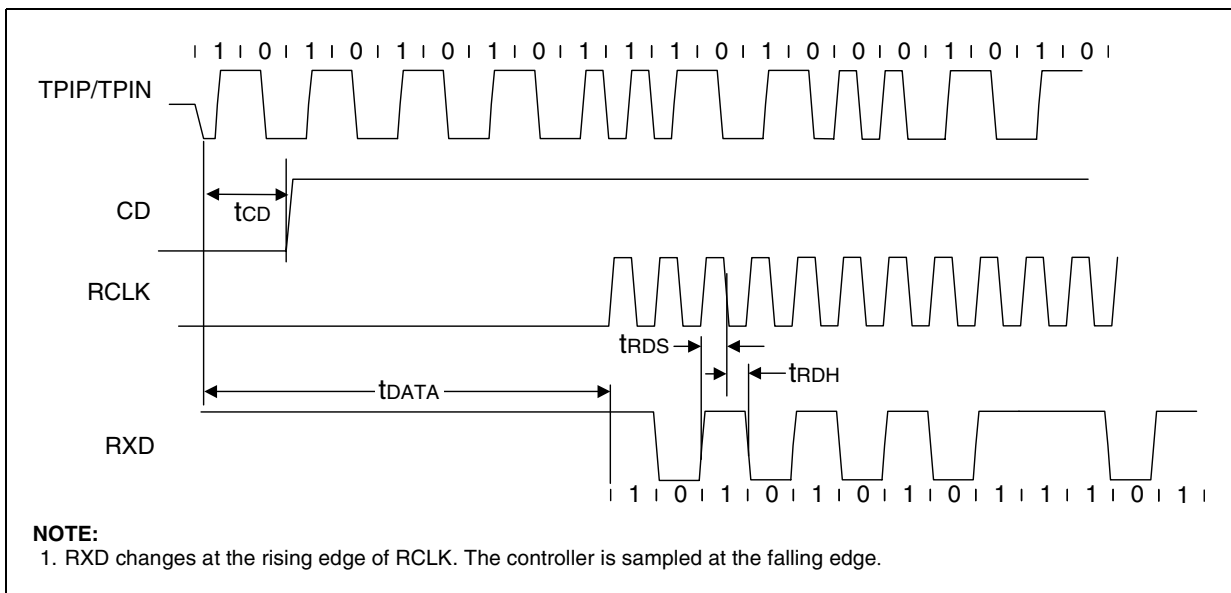 1 0 1 0 1 0 1 0 1 1 1 0 1 0 0 0 1 0 1 0
TPIP/TPIN
CD
tCD
RCLK
tRDS
tRDH
tDATA
RXD
1 0 1 0 1 0 1 0 1 1 1 0 1
NOTE:
1. RXD changes at the rising edge of RCLK. The controller is sampled at the falling edge.